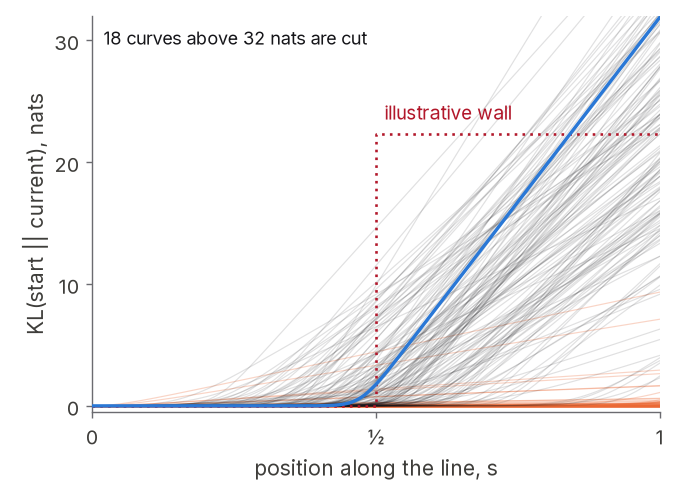 18 curves above 32 nats are cut
illustrative wall
KL(start || current), nats
30
20
10
0
0
½
1
position along the line, s